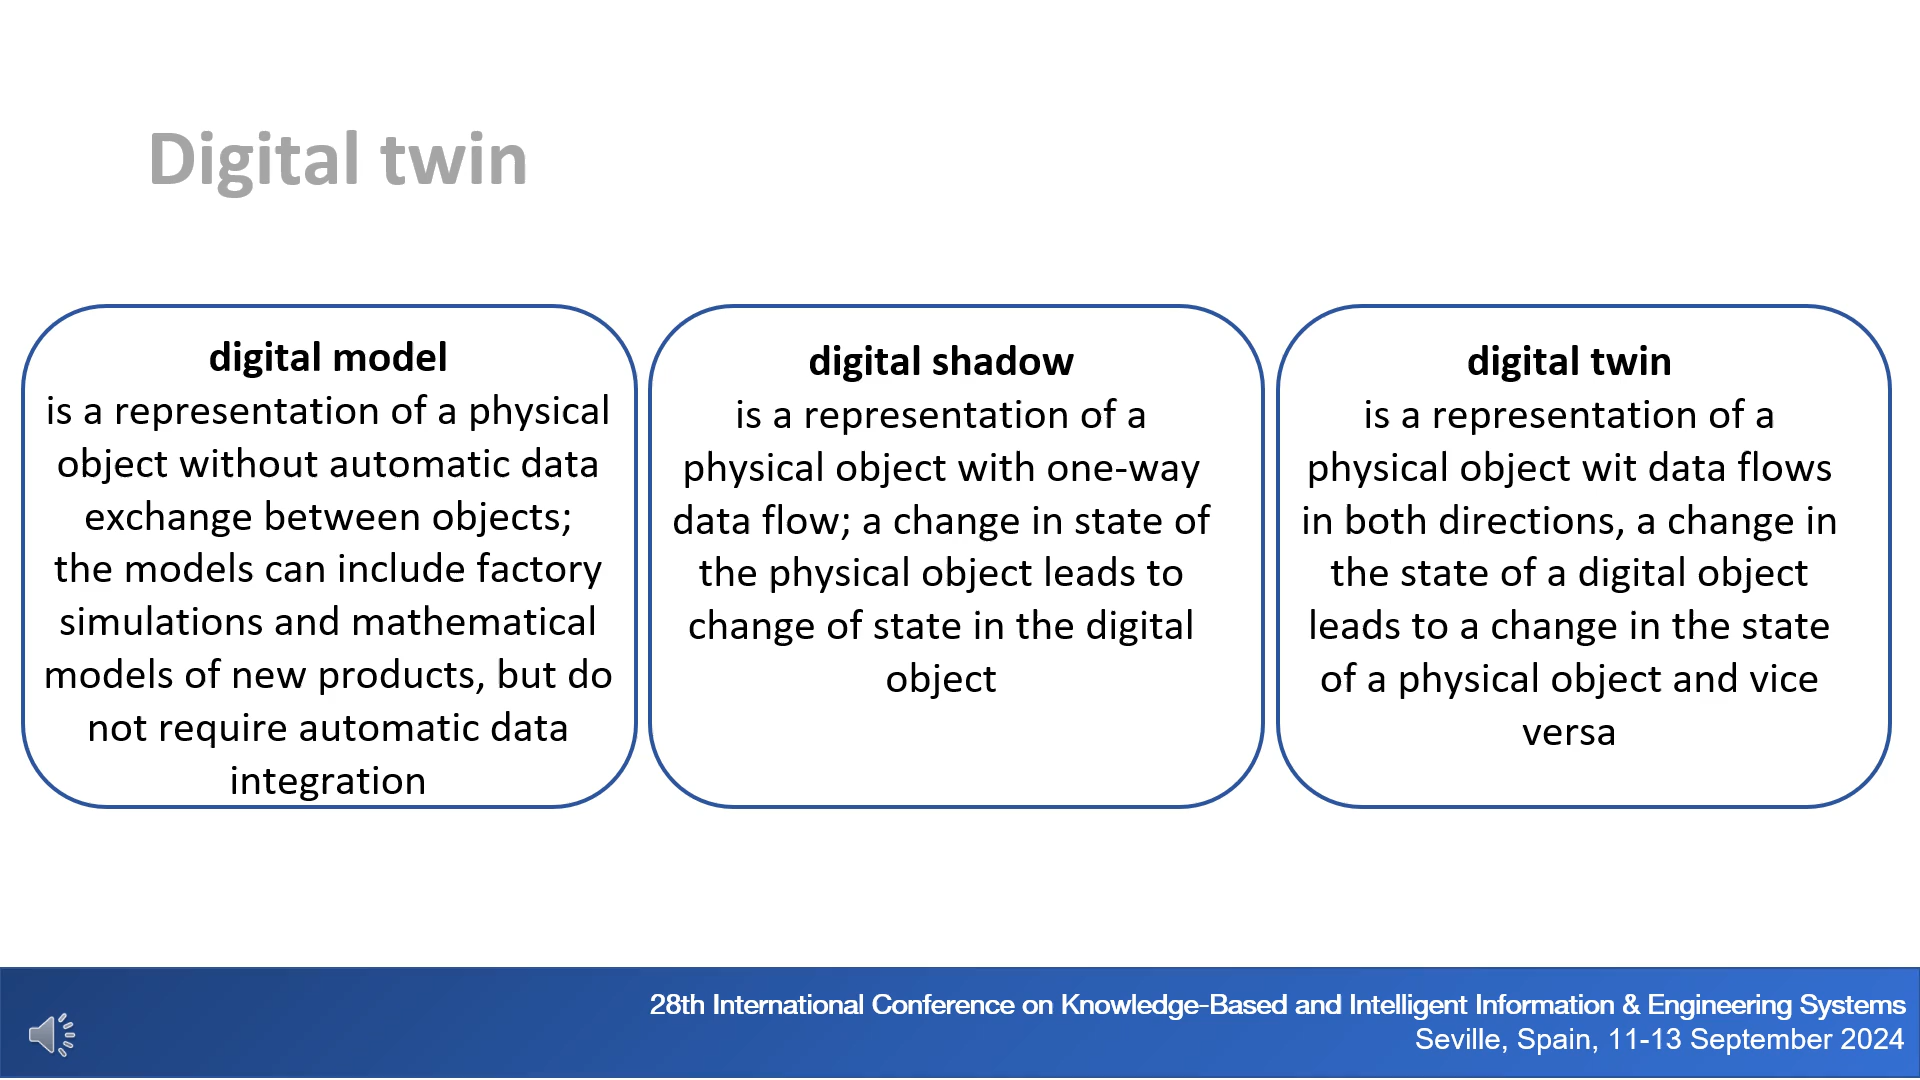 Digital twin
digital model
is a representation of a physical
object without automatic data
exchange between objects;
the models can include factory
simulations and mathematical
models of new products, but do
not require automatic data
integration
digital shadow
is a representation of a
physical object with one-way
data flow; a change in state of
the physical object leads to
change of state in the digital
object
digital twin
is a representation of a
physical object wit data flows
in both directions, a change in
the state of a digital object
leads to a change in the state
of a physical object and vice
versa
28th International Conference on Knowledge-Based and Intelligent Information & Engineering Systems
Seville, Spain, 11-13 September 2024